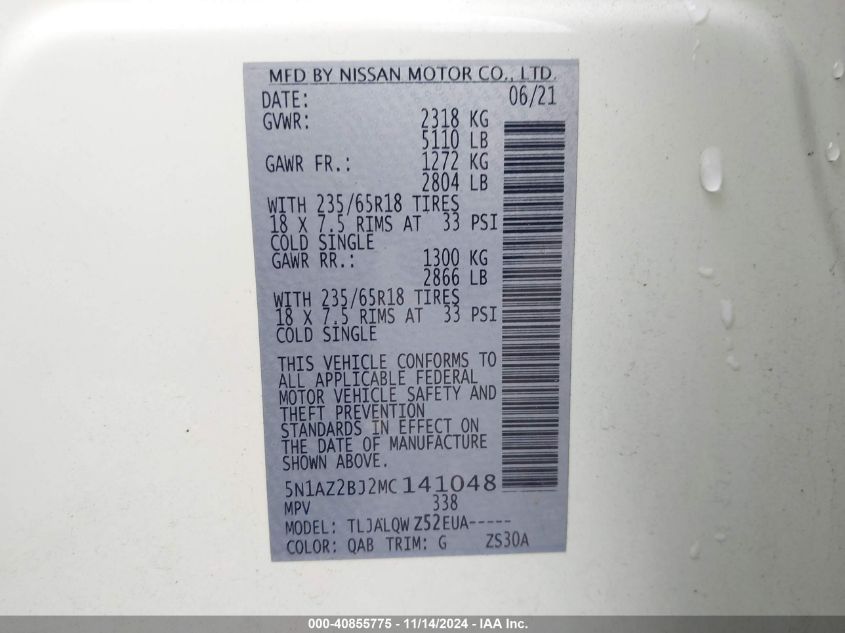 MFD BY NISSAN MOTOR CO., LTD.
DATE: 06/21
GVWR: 2318 KG
5110 LB
GAWR FR.: 1272 KG
2804 LB
WITH 235/65R18 TIRES
18 X 7.5 RIMS AT 33 PSI
COLD SINGLE
GAWR RR.: 1300 KG
2866 LB
WITH 235/65R18 TIRES
18 X 7.5 RIMS AT 33 PSI
COLD SINGLE
THIS VEHICLE CONFORMS TO
ALL APPLICABLE FEDERAL
MOTOR VEHICLE SAFETY AND
THEFT PREVENTION
STANDARDS IN EFFECT ON
THE DATE OF MANUFACTURE
SHOWN ABOVE.
5N1AZ2BJ2MC141048
MPV 338
MODEL: TLJALQW Z52EUA-----
COLOR: QAB TRIM: G ZS30A
000-40855775 - 11/14/2024 - IAA Inc.